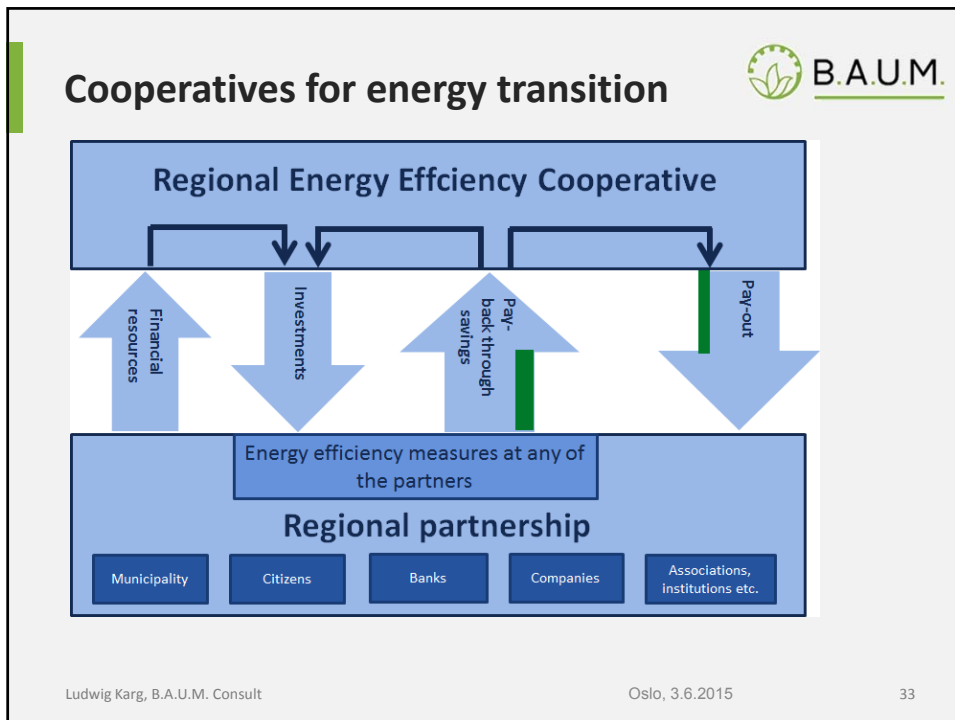 Cooperatives for energy transition
B.A.U.M.
Regional Energy Effciency Cooperative
Financial
resources
Investments
Pay-
back through
savings
Pay-out
Energy efficiency measures at any of
the partners
Regional partnership
Municipality
Citizens
Banks
Companies
Associations,
institutions etc.
Ludwig Karg, B.A.U.M. Consult
Oslo, 3.6.2015
33